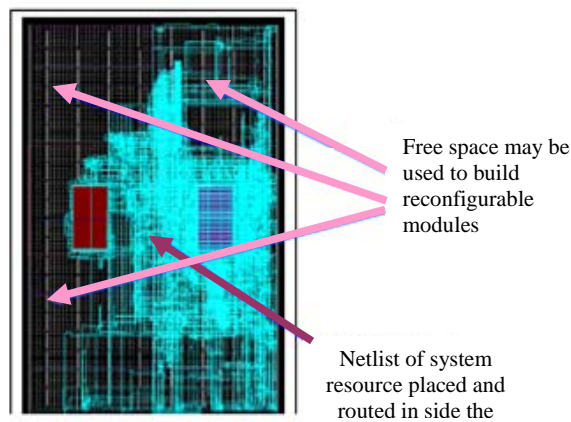 Free space may be
used to build
reconfigurable
modules
Netlist of system
resource placed and
routed in side the